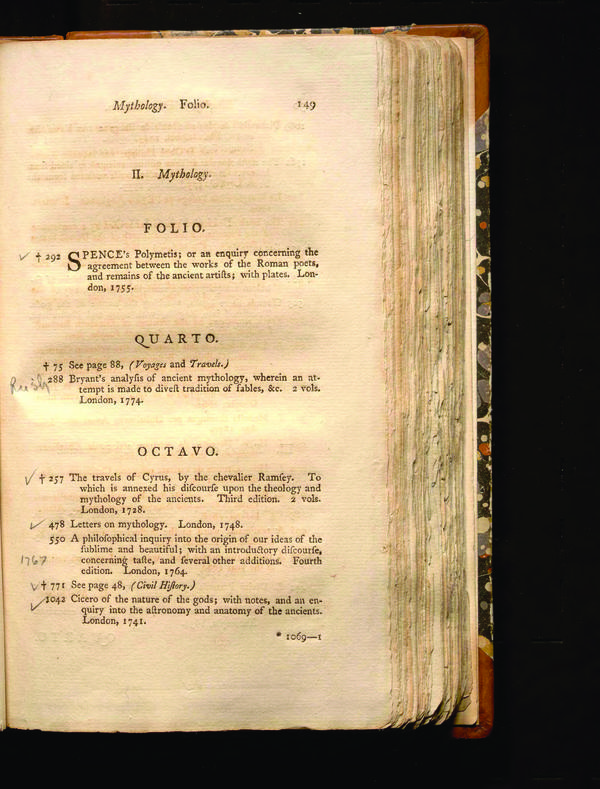 Mythology. Folio. 149
II. Mythology.
FOLIO.
✓ † 292 SPENCE's Polymetis; or an enquiry concerning the
agreement between the works of the Roman poets,
and remains of the ancient artiſts; with plates. Lon-
don, 1755.
QUARTO.
† 75 See page 88, (Voyages and Travels.)
288 Bryant's analyſis of ancient mythology, wherein an at-
tempt is made to diveſt tradition of fables, &c. 2 vols.
London, 1774.
OCTAVO.
✓ † 257 The travels of Cyrus, by the chevalier Ramſey. To
which is annexed his diſcourſe upon the theology and
mythology of the ancients. Third edition. 2 vols.
London, 1728.
✓ 478 Letters on mythology. London, 1748.
550 A philoſophical inquiry into the origin of our ideas of the
ſublime and beautiful; with an introductory diſcourſe,
1767 concerning taſte, and ſeveral other additions. Fourth
edition. London, 1764.
✓ † 771 See page 48, (Civil Hiſtory.)
✓ 1042 Cicero of the nature of the gods; with notes, and an en-
quiry into the aſtronomy and anatomy of the ancients.
London, 1741.
* 1069—1